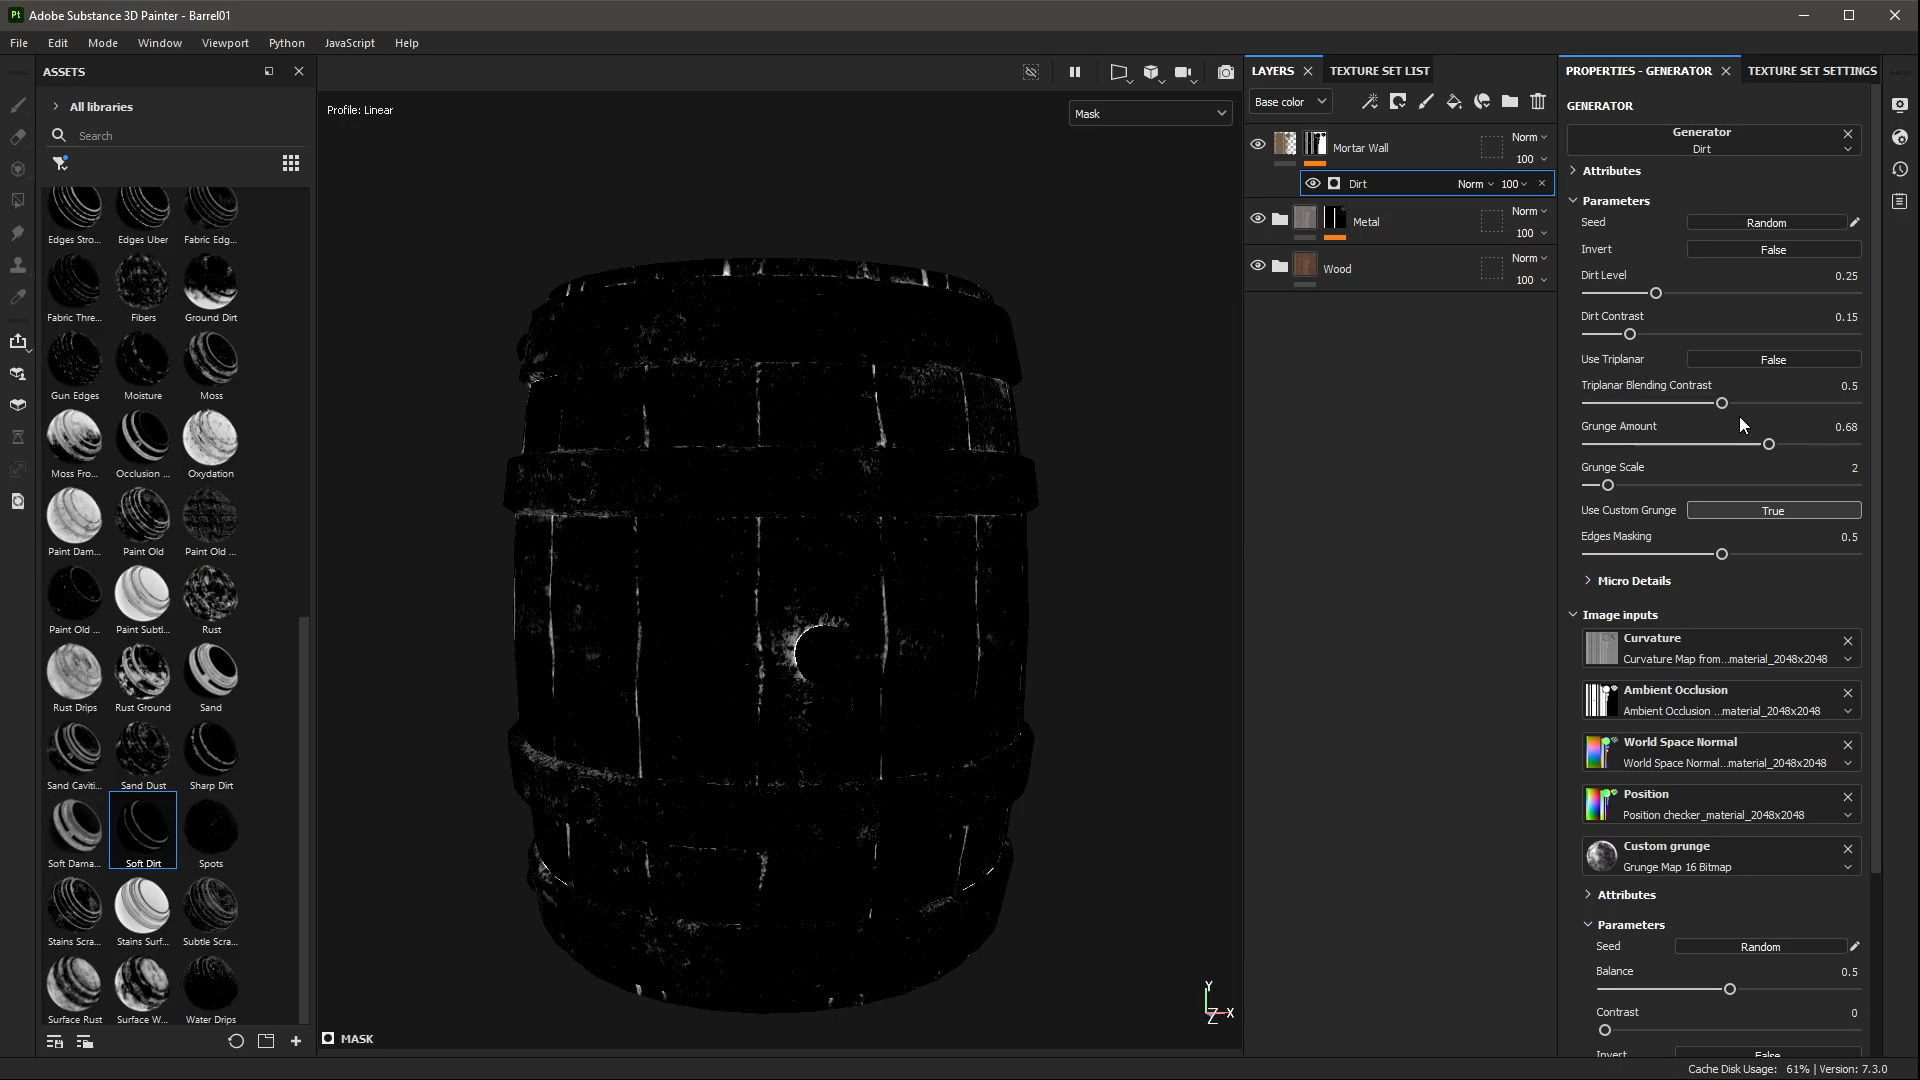 Pt Adobe Substance 3D Painter - Barrel01
File Edit Mode Window Viewport Python JavaScript Help
ASSETS
All libraries
Search
Edges Stro... Edges Uber Fabric Edg...
Fabric Thre... Fibers Ground Dirt
Gun Edges Moisture Moss
Moss Fro... Occlusion ... Oxydation
Paint Dam... Paint Old Paint Old ...
Paint Old ... Paint Subtl... Rust
Rust Drips Rust Ground Sand
Sand Caviti... Sand Dust Sharp Dirt
Soft Dama... Soft Dirt Spots
Stains Scra... Stains Surf... Subtle Scra...
Surface Rust Surface W... Water Drips
Profile: Linear
Mask
Y
X
Z
MASK
LAYERS TEXTURE SET LIST
Base color
Mortar Wall Norm 100
Dirt Norm 100
Metal Norm 100
Wood Norm 100
PROPERTIES - GENERATOR TEXTURE SET SETTINGS
GENERATOR
Generator
Dirt
Attributes
Parameters
Seed Random
Invert False
Dirt Level 0.25
Dirt Contrast 0.15
Use Triplanar False
Triplanar Blending Contrast 0.5
Grunge Amount 0.68
Grunge Scale 2
Use Custom Grunge True
Edges Masking 0.5
Micro Details
Image inputs
Curvature
Curvature Map from...material_2048x2048
Ambient Occlusion
Ambient Occlusion ...material_2048x2048
World Space Normal
World Space Normal...material_2048x2048
Position
Position checker_material_2048x2048
Custom grunge
Grunge Map 16 Bitmap
Attributes
Parameters
Seed Random
Balance 0.5
Contrast 0
Invert False
Cache Disk Usage: 61% | Version: 7.3.0